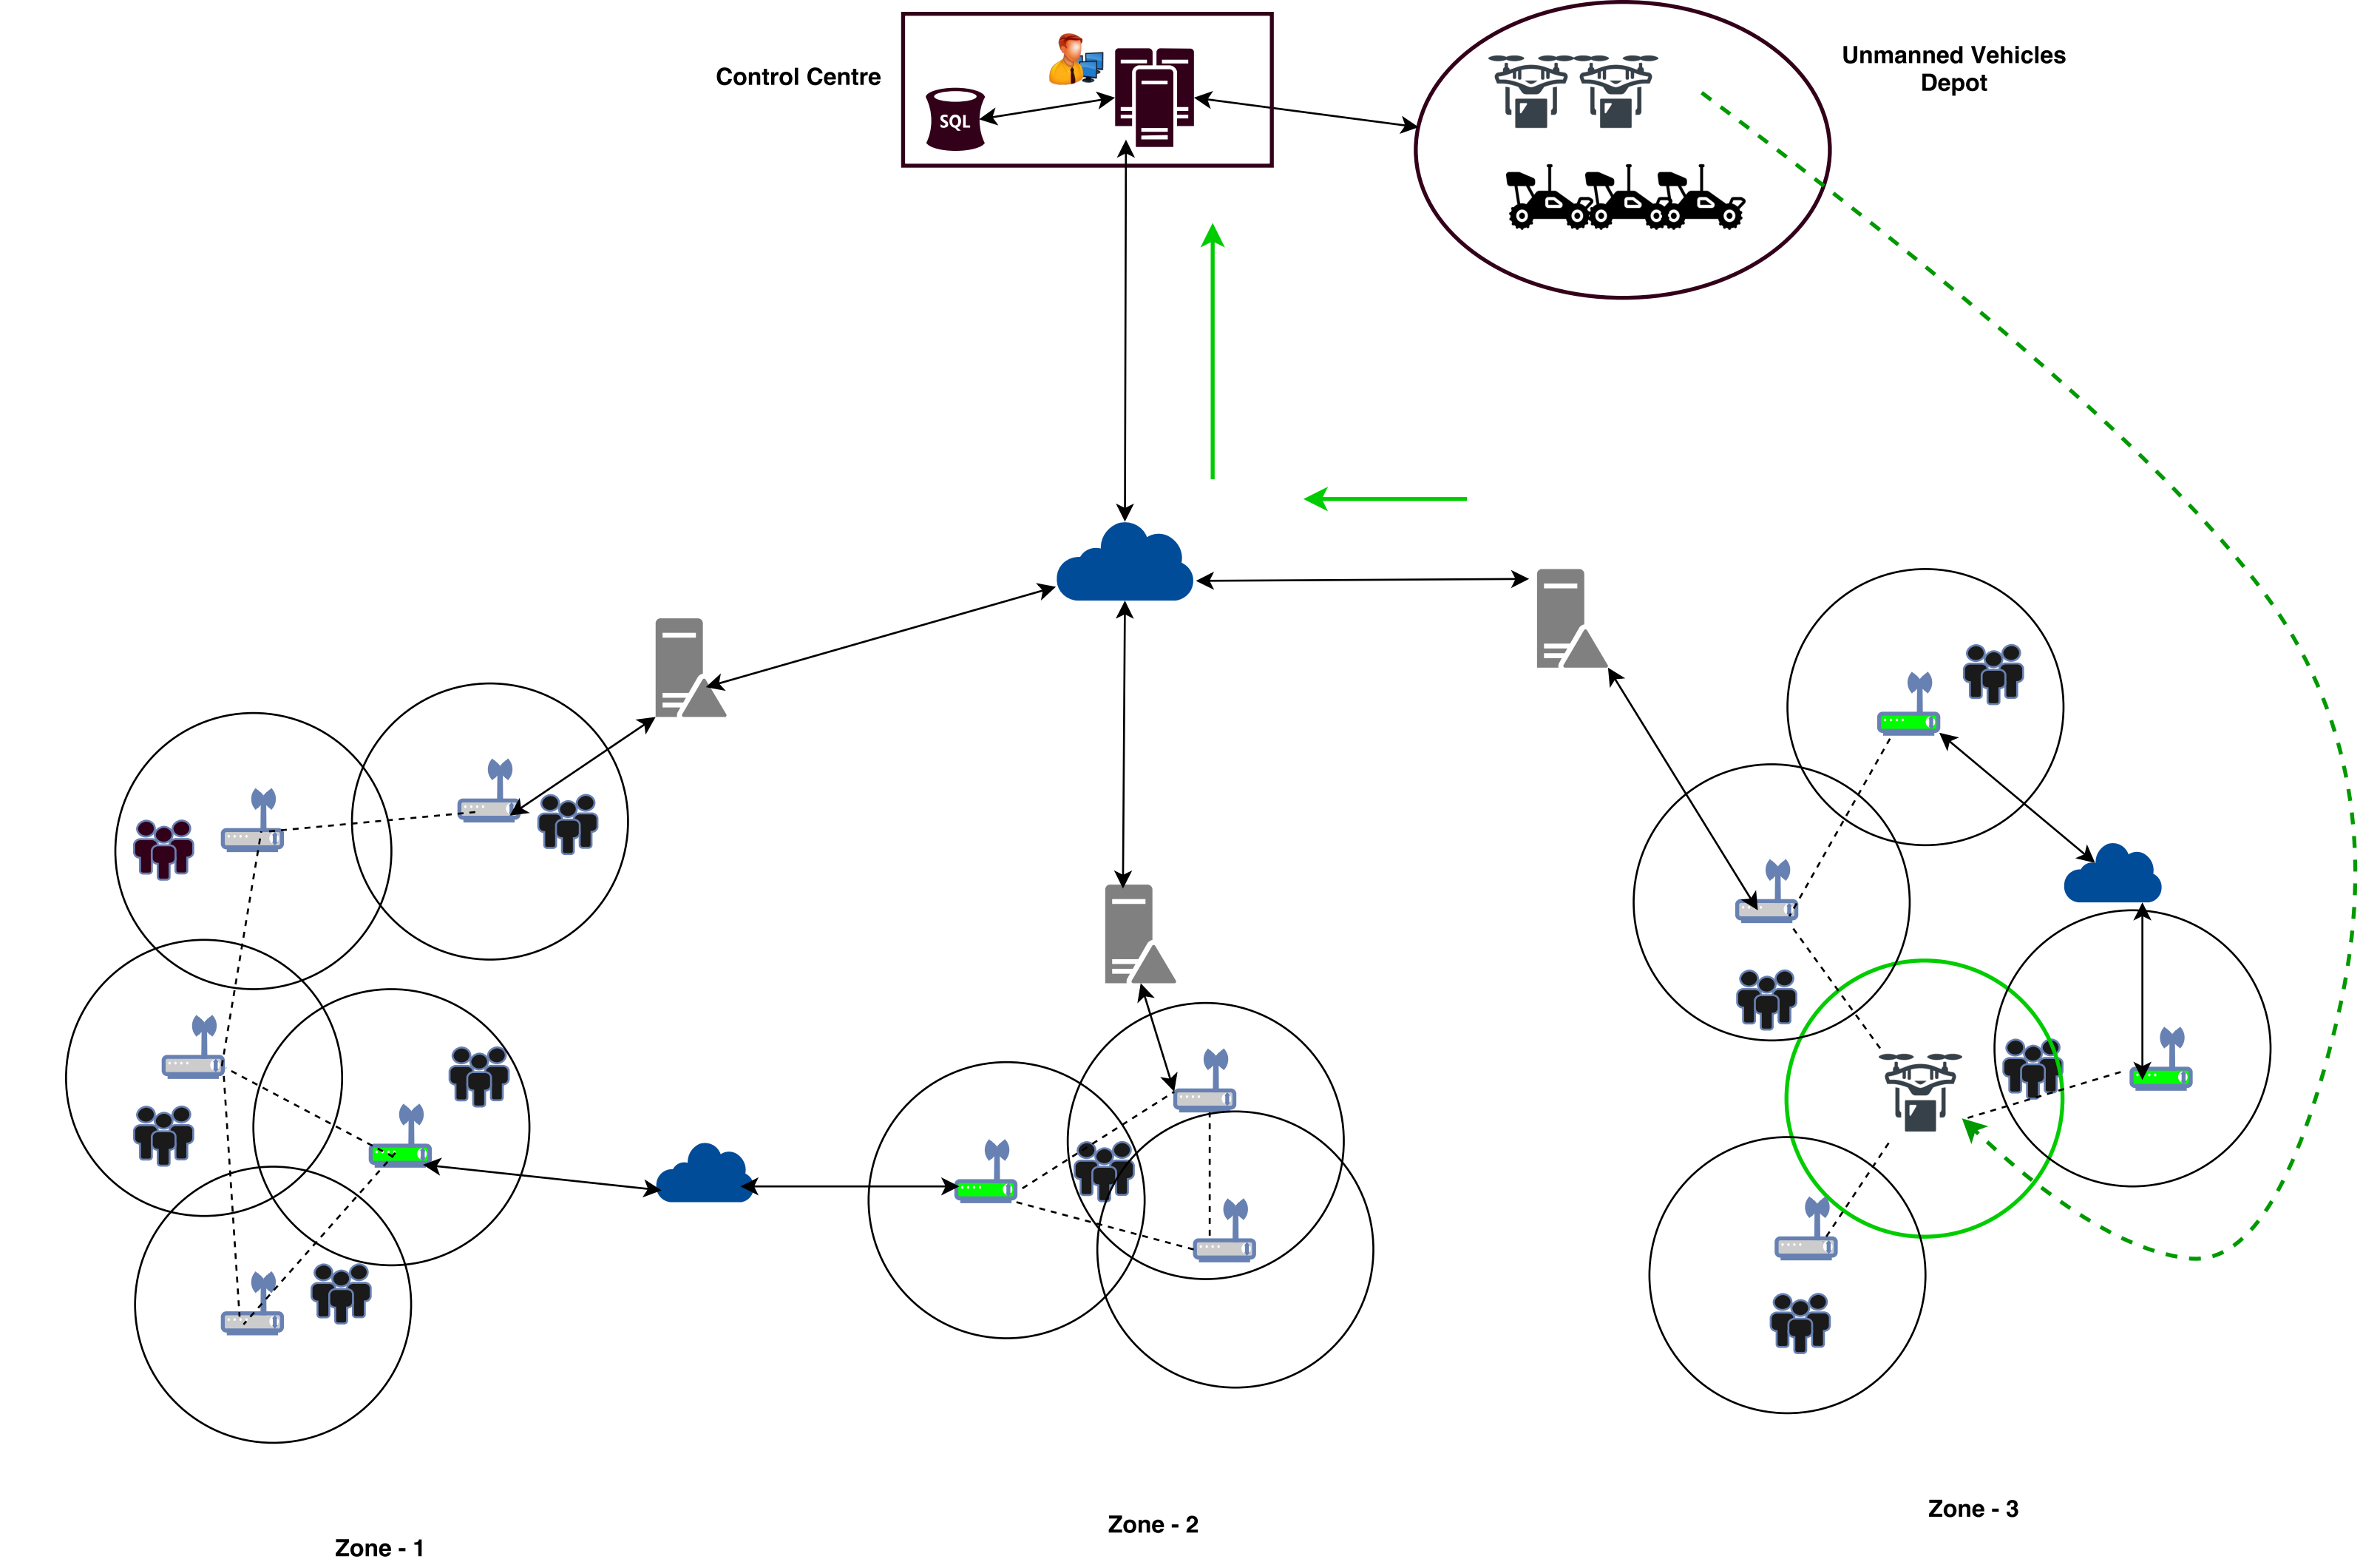 Control Centre
SQL
Unmanned Vehicles
Depot
Zone - 1
Zone - 2
Zone - 3